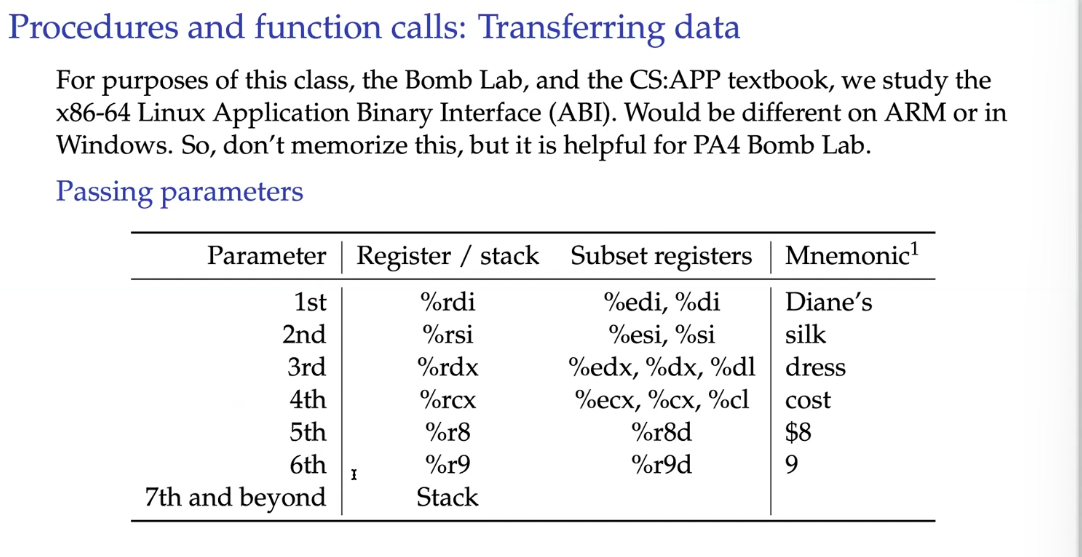 Procedures and function calls: Transferring data
For purposes of this class, the Bomb Lab, and the CS:APP textbook, we study the
x86-64 Linux Application Binary Interface (ABI). Would be different on ARM or in
Windows. So, don't memorize this, but it is helpful for PA4 Bomb Lab.
Passing parameters
Parameter Register / stack Subset registers Mnemonic¹
1st %rdi %edi, %di Diane's
2nd %rsi %esi, %si silk
3rd %rdx %edx, %dx, %dl dress
4th %rcx %ecx, %cx, %cl cost
5th %r8 %r8d $8
6th %r9 %r9d 9
7th and beyond Stack